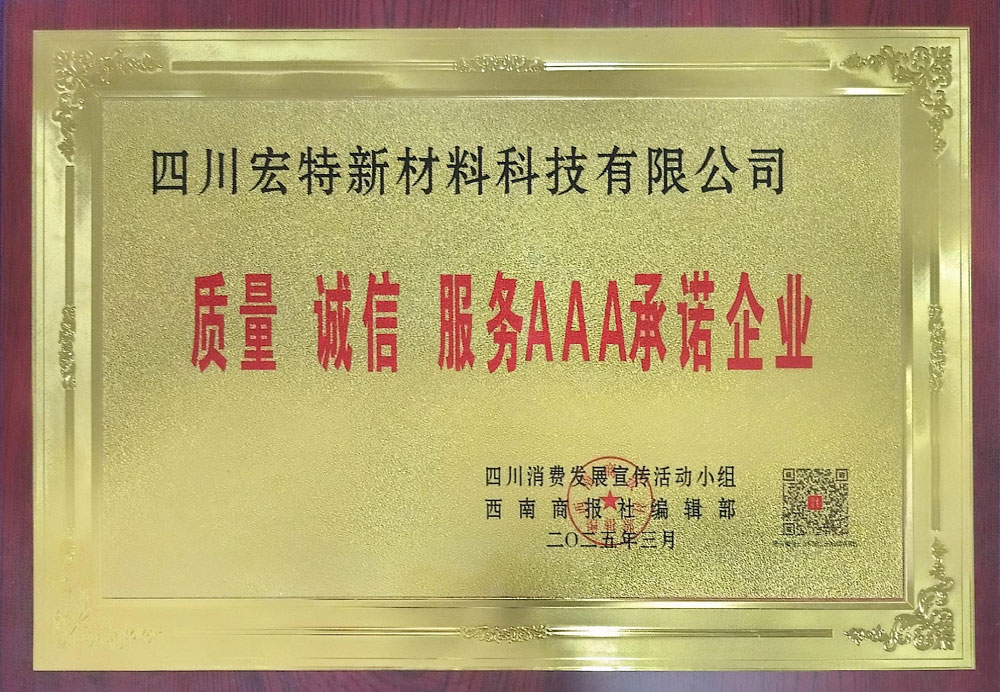 四川宏特新材料科技有限公司
质量 诚信 服务AAA承诺企业
四川消费发展宣传活动小组
西南商报社编辑部
二〇二五年三月